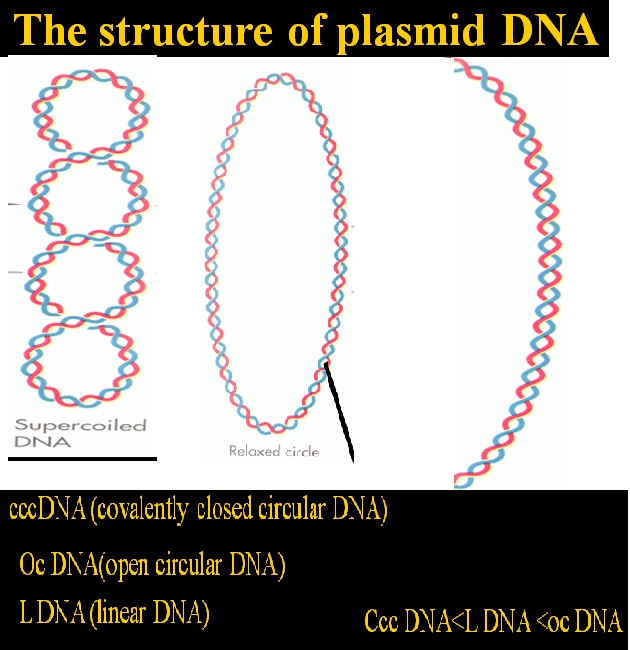 The structure of plasmid DNA
Supercoiled
DNA
Relaxed circle
cccDNA (covalently closed circular DNA)
Oc DNA(open circular DNA)
L DNA (linear DNA)
Ccc DNA<L DNA <oc DNA